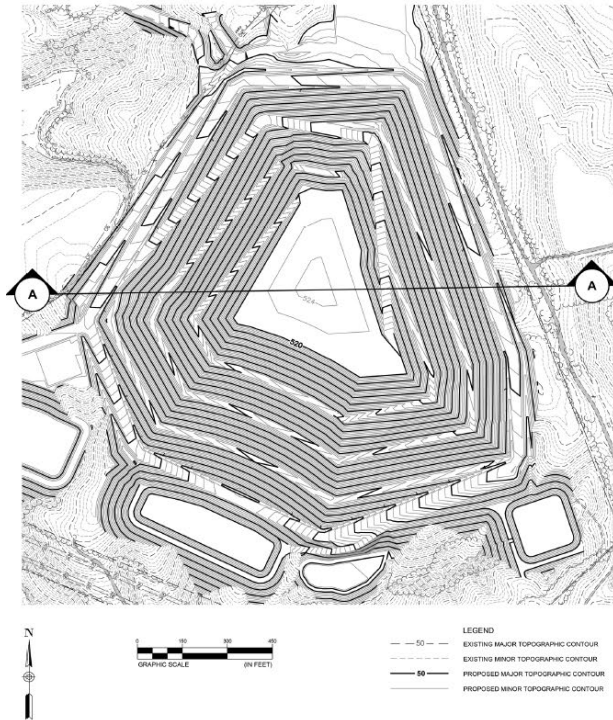 A
A
524
520
N
0 150 300 450
GRAPHIC SCALE (IN FEET)
LEGEND
50 EXISTING MAJOR TOPOGRAPHIC CONTOUR
EXISTING MINOR TOPOGRAPHIC CONTOUR
50 PROPOSED MAJOR TOPOGRAPHIC CONTOUR
PROPOSED MINOR TOPOGRAPHIC CONTOUR